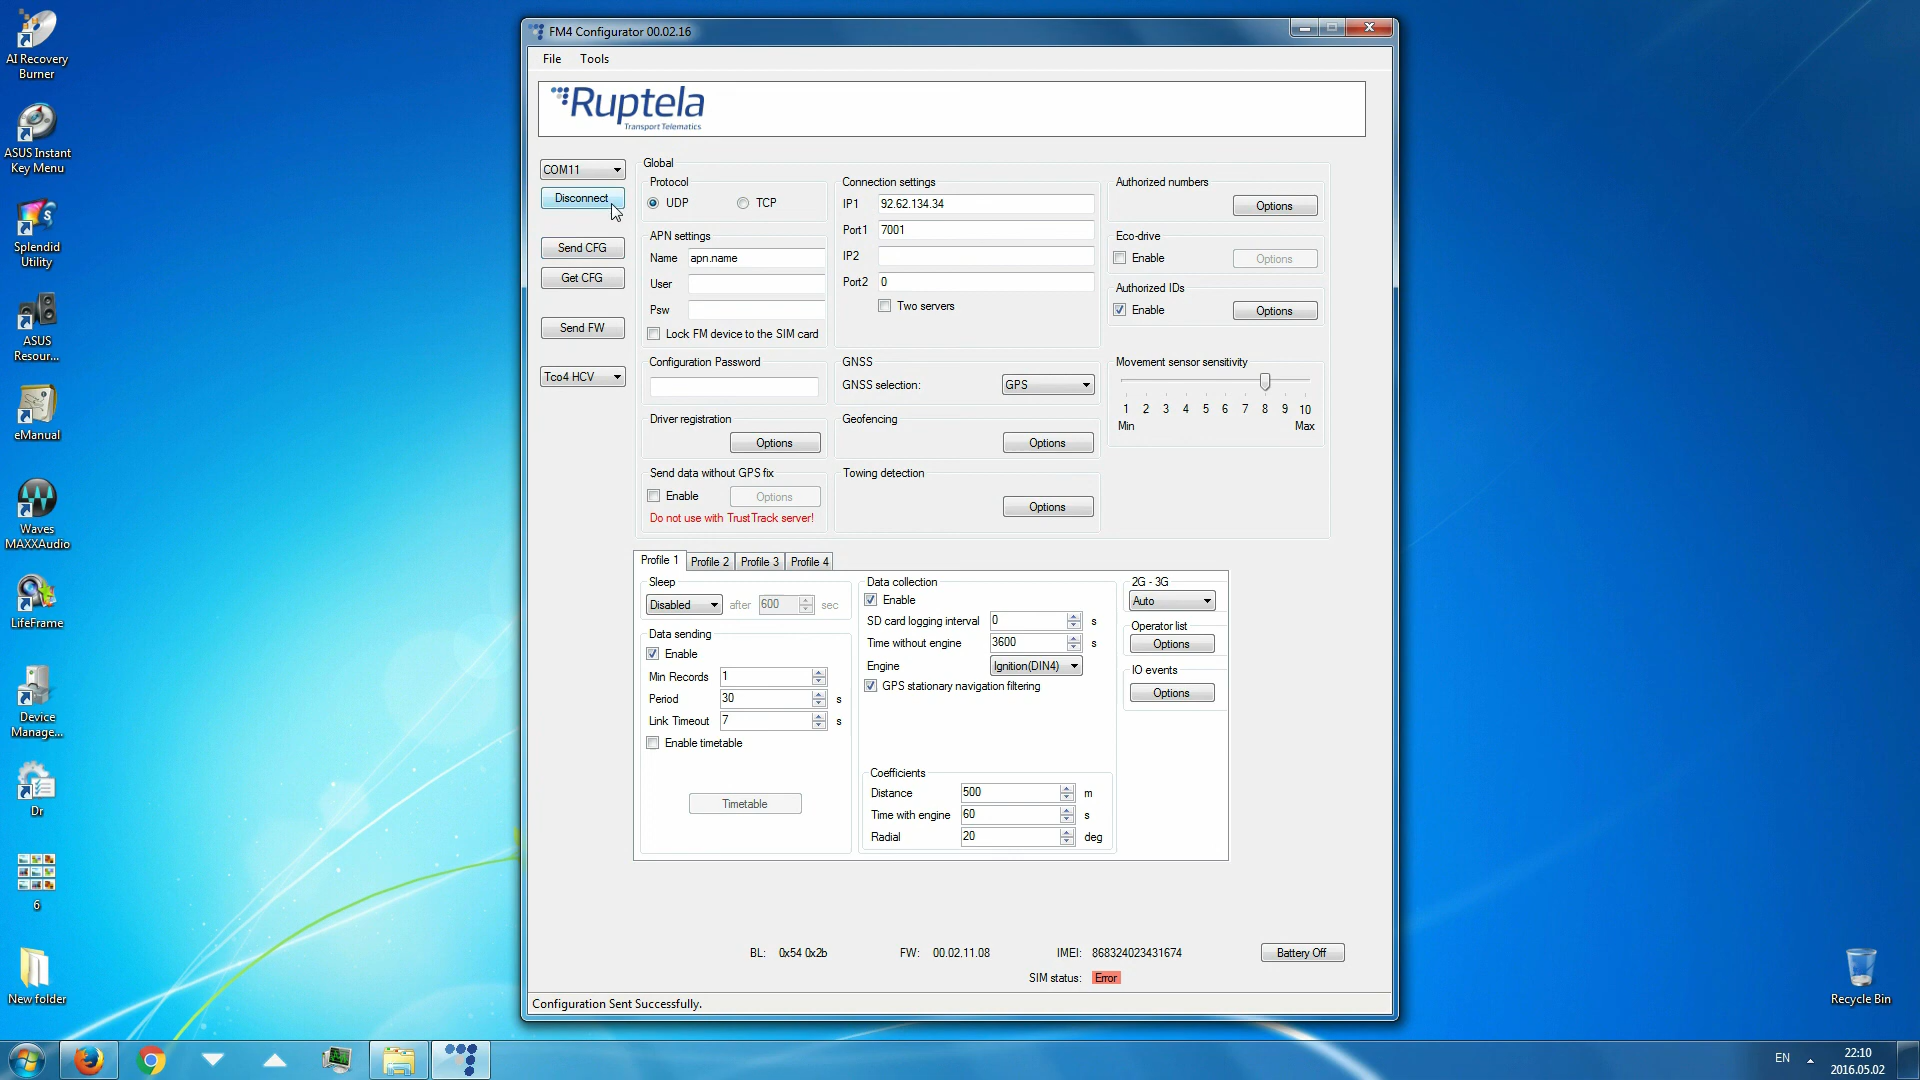 AI Recovery
Burner
ASUS Instant
Key Menu
Splendid
Utility
ASUS
Resour...
eManual
Waves
MAXXAudio
LifeFrame
Device
Manage...
Dr
6
New folder
FM4 Configurator 00.02.16
File Tools
Ruptela
Transport Telematics
COM11
Disconnect
Send CFG
Get CFG
Send FW
Tco4 HCV
Global
Protocol
UDP TCP
APN settings
Name apn.name
User
Psw
Lock FM device to the SIM card
Connection settings
IP1 92.62.134.34
Port1 7001
IP2
Port2 0
Two servers
Authorized numbers
Options
Eco-drive
Enable Options
Authorized IDs
Enable Options
Configuration Password
GNSS
GNSS selection: GPS
Movement sensor sensitivity
1 2 3 4 5 6 7 8 9 10
Min Max
Driver registration
Options
Geofencing
Options
Send data without GPS fix
Enable Options
Do not use with TrustTrack server!
Towing detection
Options
Profile 1 Profile 2 Profile 3 Profile 4
Sleep
Disabled after 600 sec
Data sending
Enable
Min Records 1
Period 30 s
Link Timeout 7 s
Enable timetable
Timetable
Data collection
Enable
SD card logging interval 0 s
Time without engine 3600 s
Engine Ignition(DIN4)
GPS stationary navigation filtering
Coefficients
Distance 500 m
Time with engine 60 s
Radial 20 deg
2G - 3G
Auto
Operator list
Options
IO events
Options
BL: 0x54 0x2b FW: 00.02.11.08 IMEI: 868324023431674 Battery Off
SIM status: Error
Configuration Sent Successfully.
Recycle Bin
EN 22:10
2016.05.02